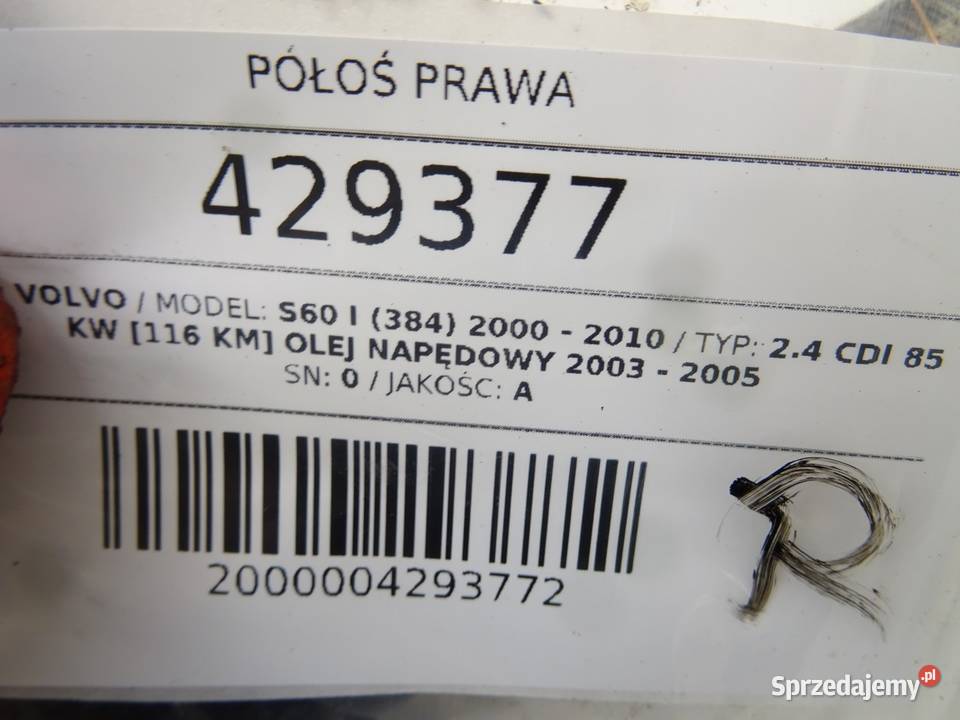 PÓŁOŚ PRAWA
429377
VOLVO / MODEL: S60 I (384) 2000 - 2010 / TYP: 2.4 CDI 85
KW [116 KM] OLEJ NAPĘDOWY 2003 - 2005
SN: 0 / JAKOŚC: A
2000004293772
R
Sprzedajemy.pl